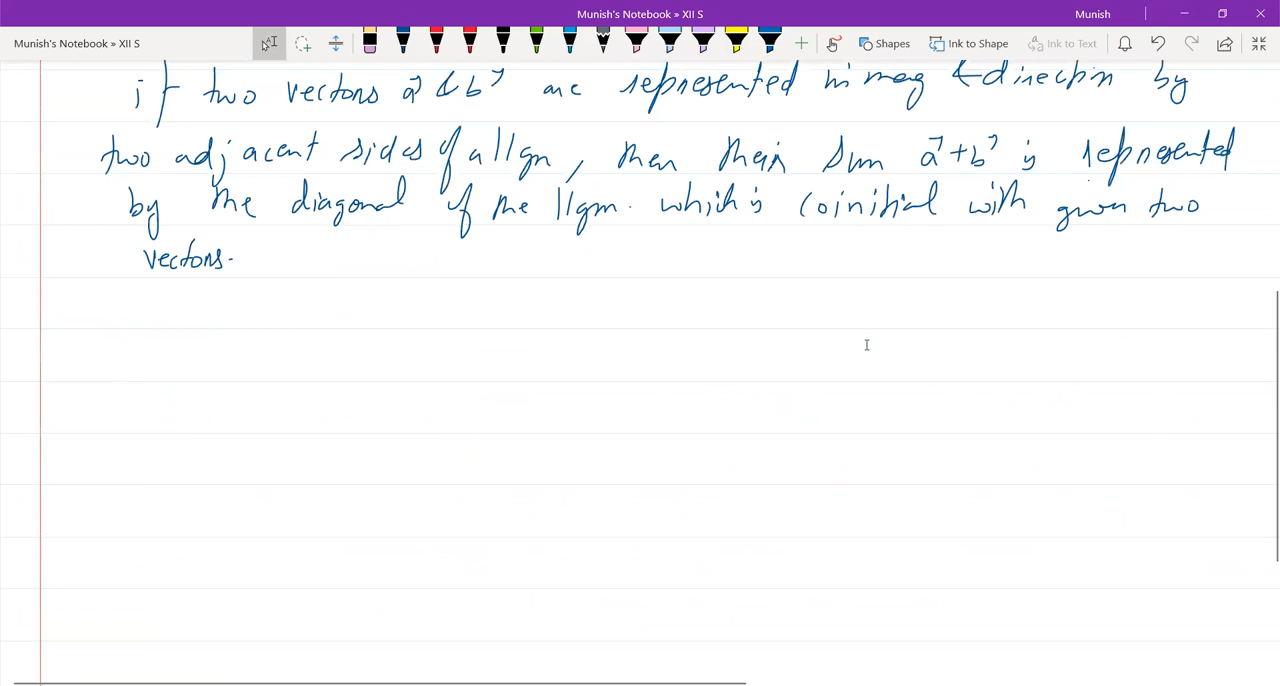 Munish's Notebook » XII S
Munish
Munish's Notebook » XII S
Shapes
Ink to Shape
Ink to Text
if two vectors a⃗ & b⃗ are represented in mag & direction by
two adjacent sides of a llgm, then their sum a⃗ + b⃗ is represented
by the diagonal of the llgm. which is coinitial with given two
vectors.